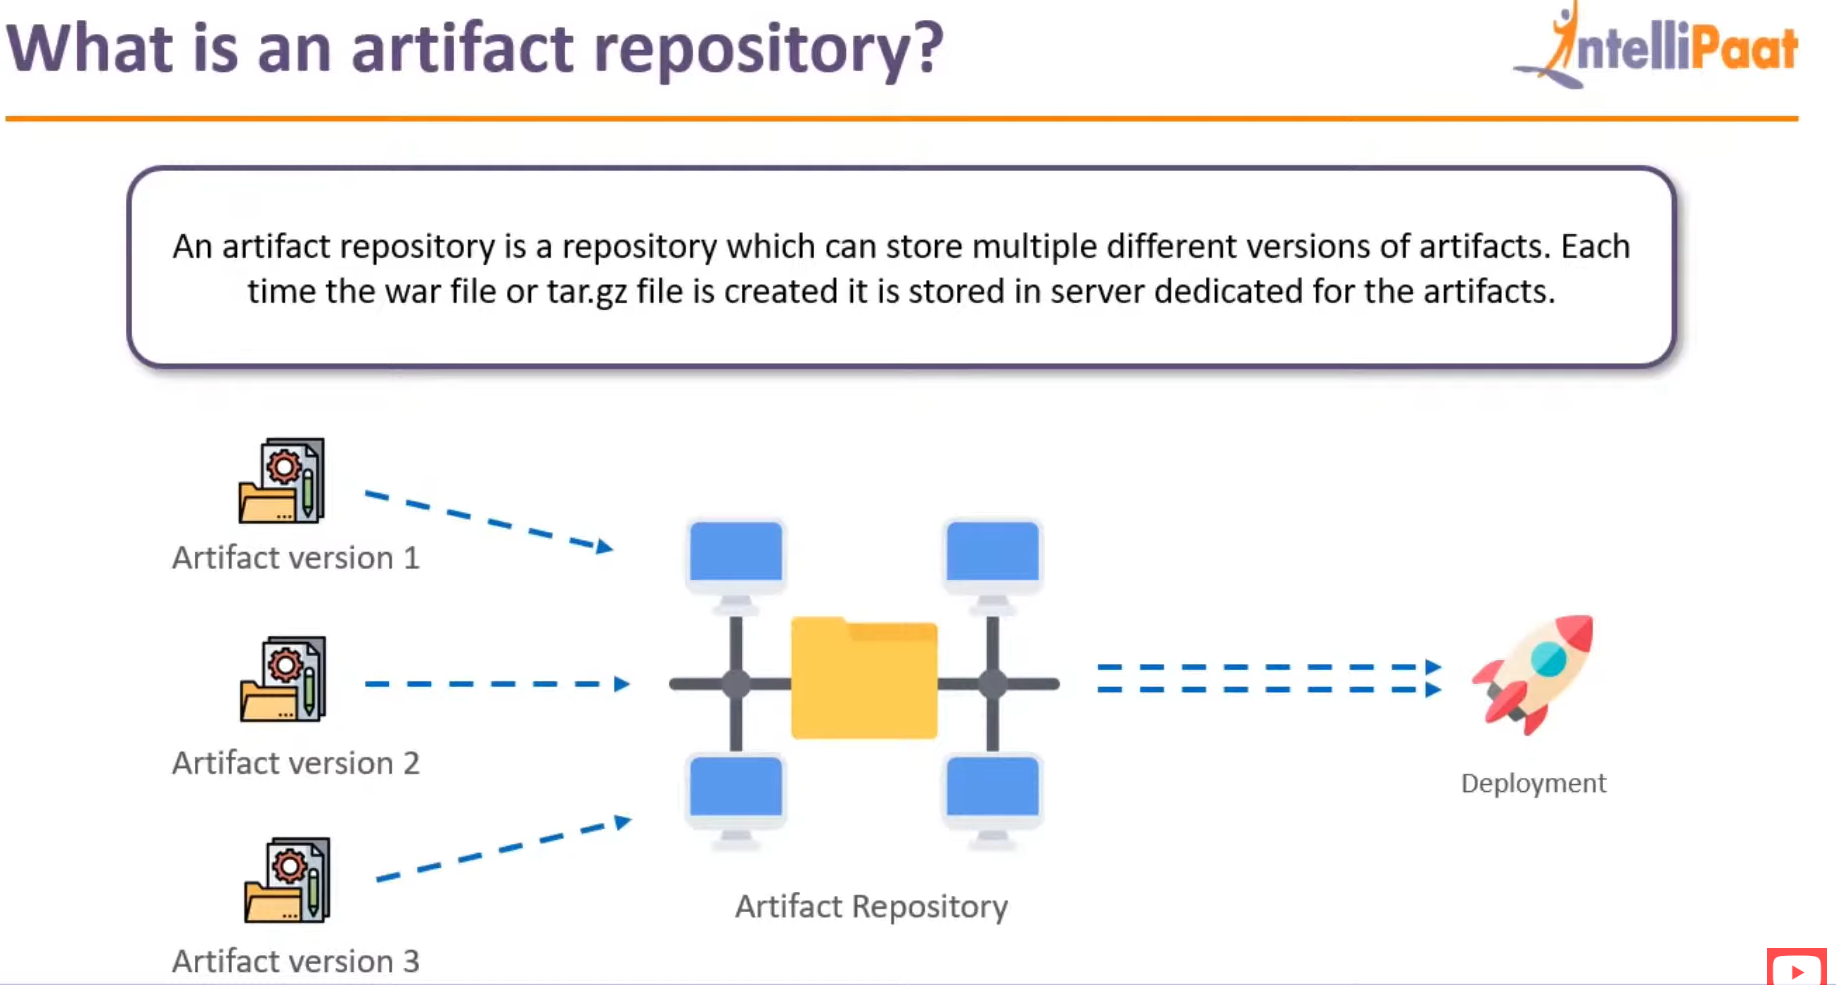 What is an artifact repository?
IntelliPaat
An artifact repository is a repository which can store multiple different versions of artifacts. Each
time the war file or tar.gz file is created it is stored in server dedicated for the artifacts.
Artifact version 1
Artifact version 2
Artifact version 3
Artifact Repository
Deployment